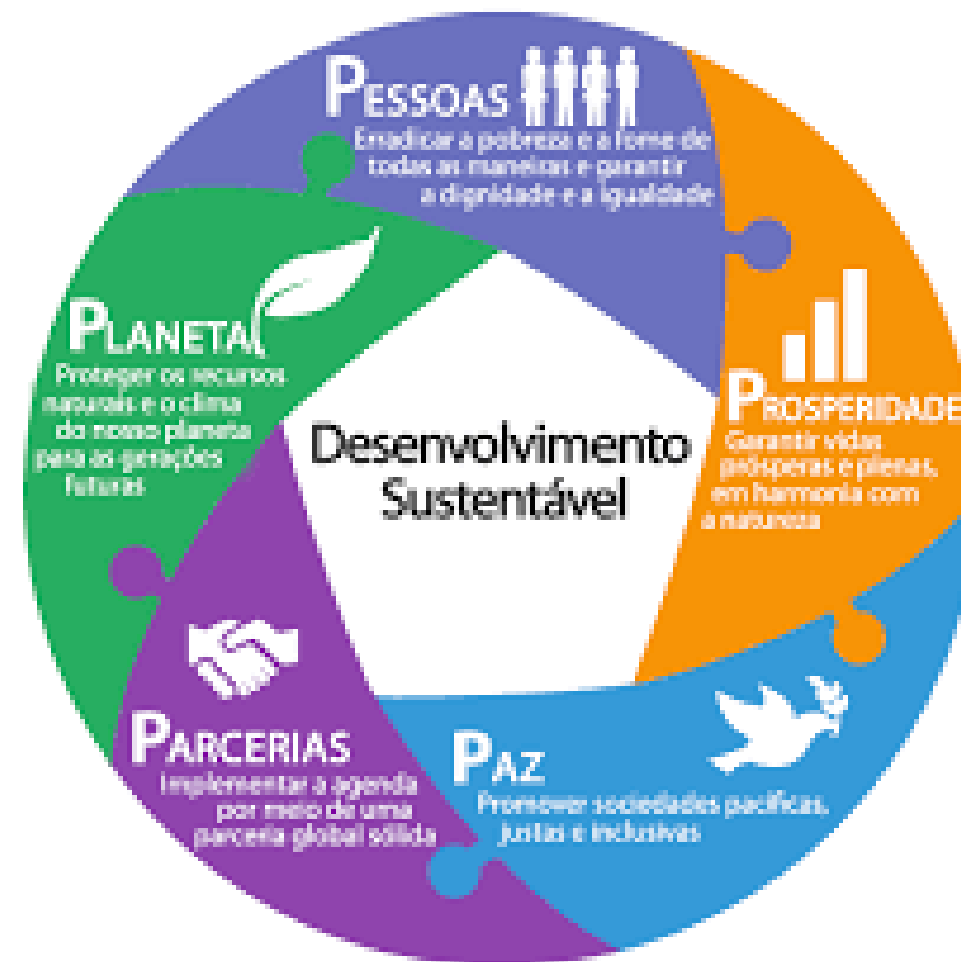 PESSOAS
Erradicar a pobreza e a fome de
todas as maneiras e garantir
a dignidade e a igualdade
PROSPERIDADE
Garantir vidas
prósperas e plenas,
em harmonia com
a natureza
PAZ
Promover sociedades pacíficas,
justas e inclusivas
PARCERIAS
Implementar a agenda
por meio de uma
parceria global sólida
PLANETA
Proteger os recursos
naturais e o clima
do nosso planeta
para as gerações
futuras
Desenvolvimento
Sustentável